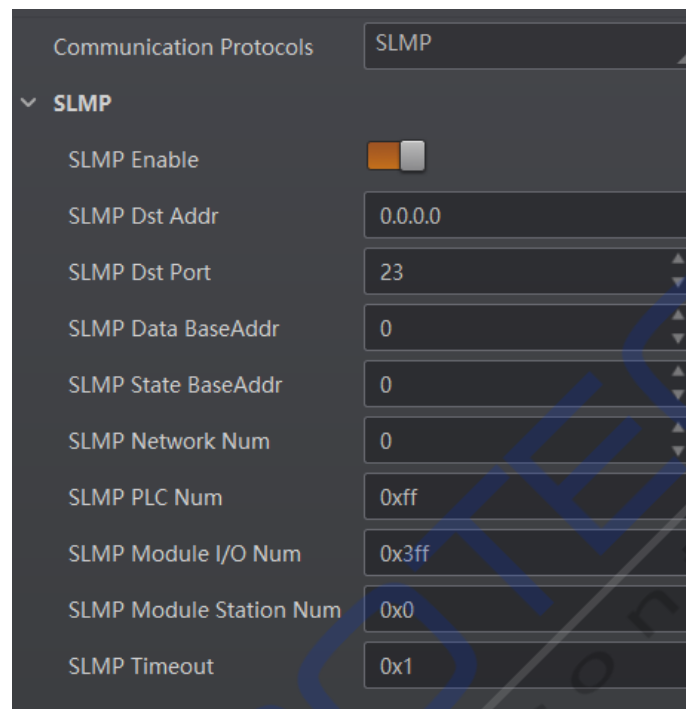 Communication Protocols SLMP
SLMP
SLMP Enable
SLMP Dst Addr 0.0.0.0
SLMP Dst Port 23
SLMP Data BaseAddr 0
SLMP State BaseAddr 0
SLMP Network Num 0
SLMP PLC Num 0xff
SLMP Module I/O Num 0x3ff
SLMP Module Station Num 0x0
SLMP Timeout 0x1